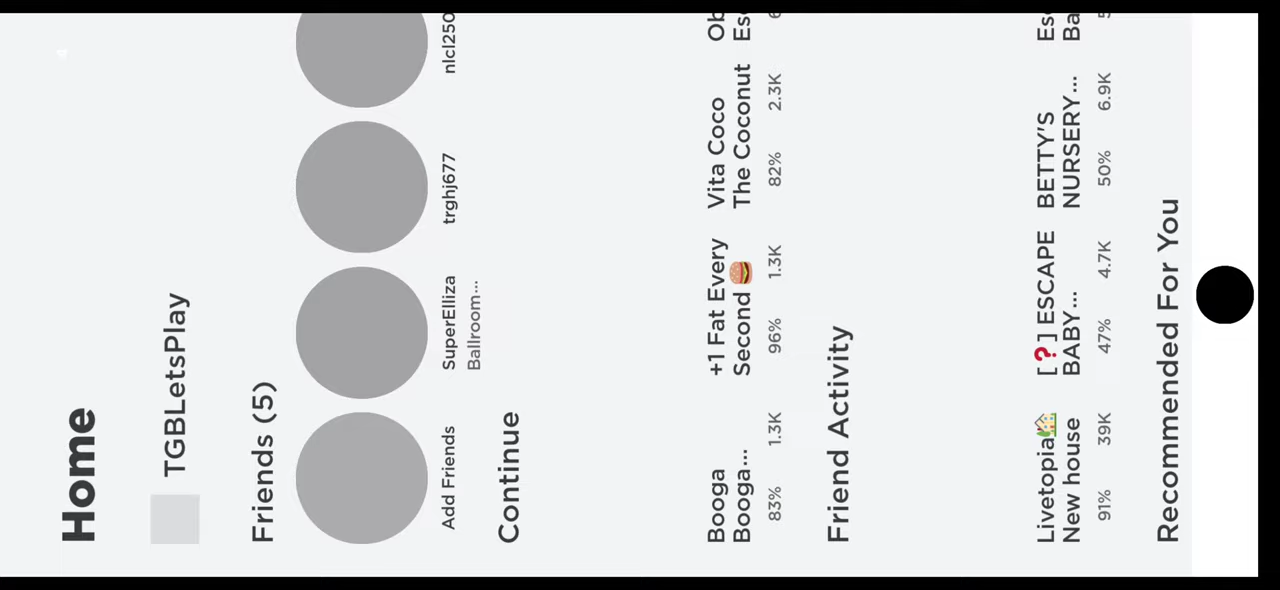 Home
TGBLetsPlay
Friends (5)
Add Friends
SuperElliza
Ballroom...
trghj677
nlcl250
Continue
Booga
Booga...
83% 1.3K
+1 Fat Every
Second 🍔
96% 1.3K
Vita Coco
The Coconut
82% 2.3K
Friend Activity
Livetopia🏡
New house
91% 39K
[❓] ESCAPE
BABY...
47% 4.7K
BETTY'S
NURSERY...
50% 6.9K
Recommended For You